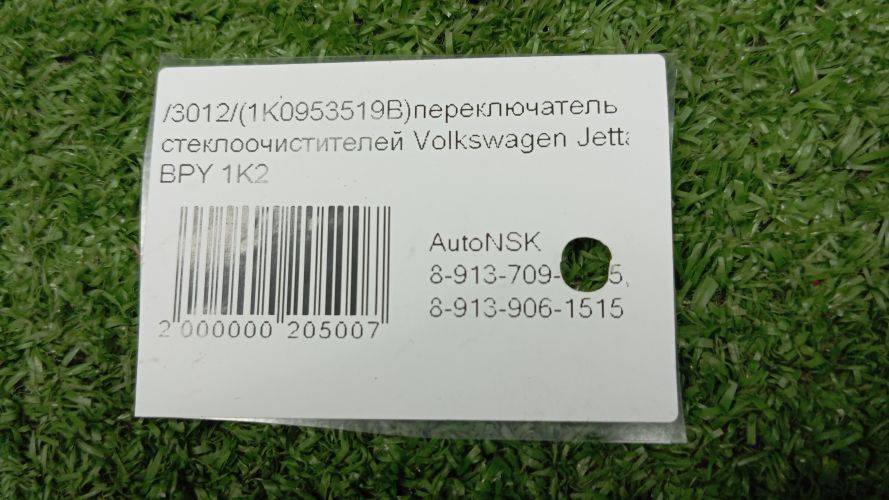 /3012/(1K0953519B)переключатель
стеклоочистителей Volkswagen Jetta
BPY 1K2
2 000000 205007
AutoNSK
8-913-906-1515